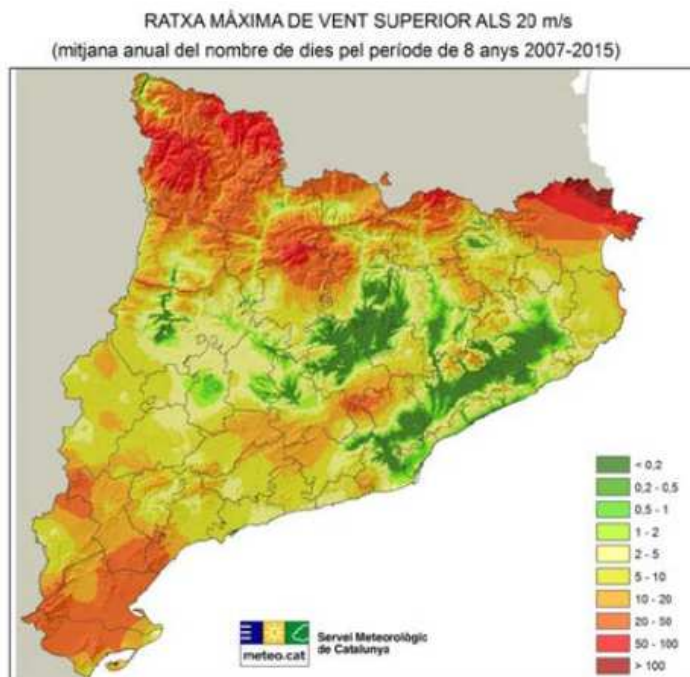 RATXA MÀXIMA DE VENT SUPERIOR ALS 20 m/s
(mitjana anual del nombre de dies pel període de 8 anys 2007-2015)
< 0,2
0,2 - 0,5
0,5 - 1
1 - 2
2 - 5
5 - 10
10 - 20
20 - 50
50 - 100
> 100
meteo.cat
Servei Meteorològic
de Catalunya